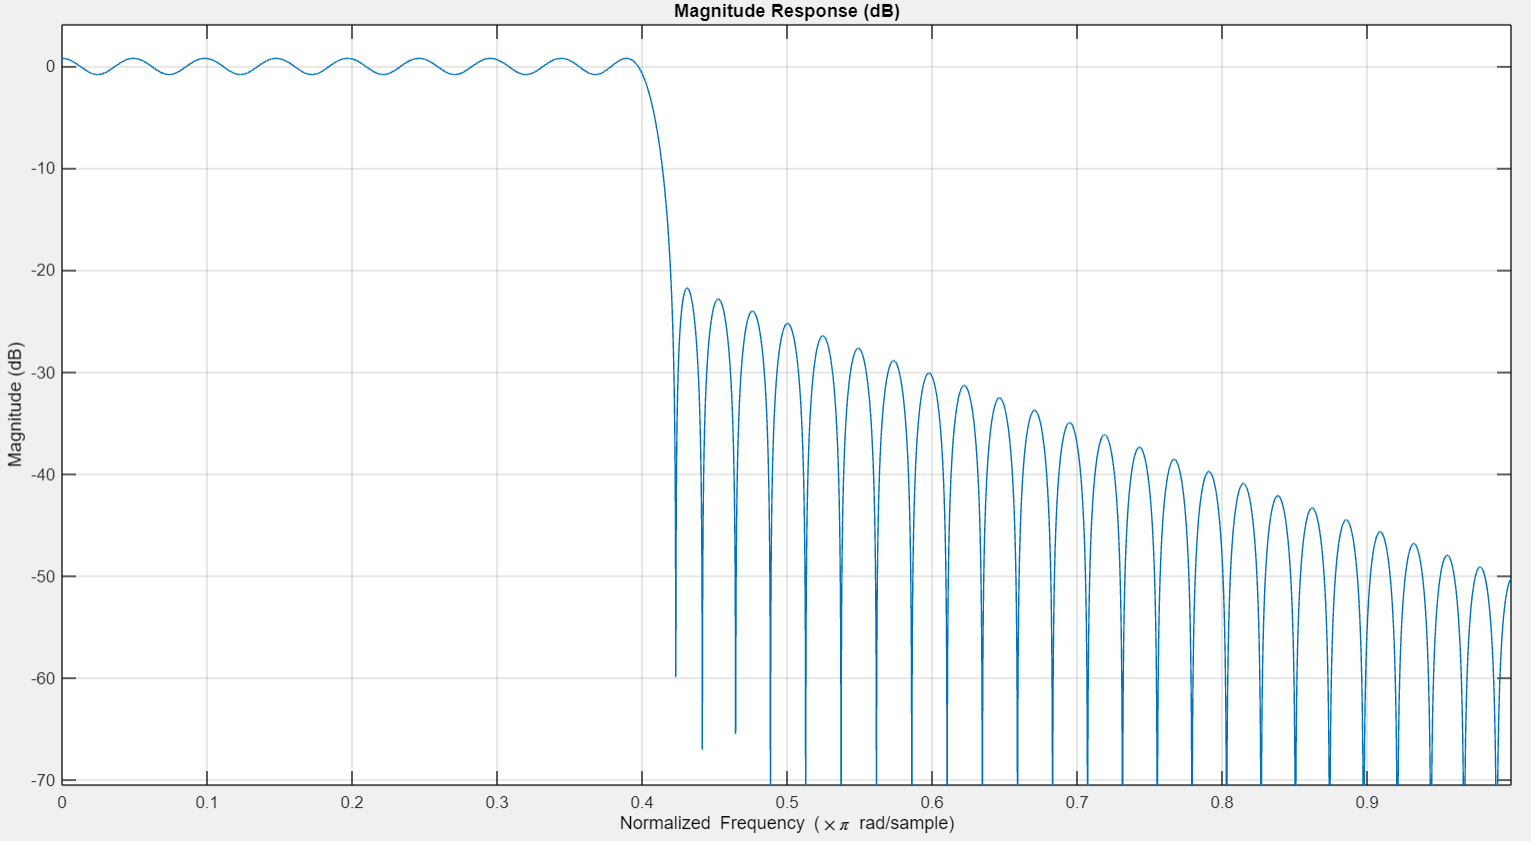 Magnitude Response (dB)
Magnitude (dB)
0
-10
-20
-30
-40
-50
-60
-70
0 0.1 0.2 0.3 0.4 0.5 0.6 0.7 0.8 0.9
Normalized Frequency (×π rad/sample)